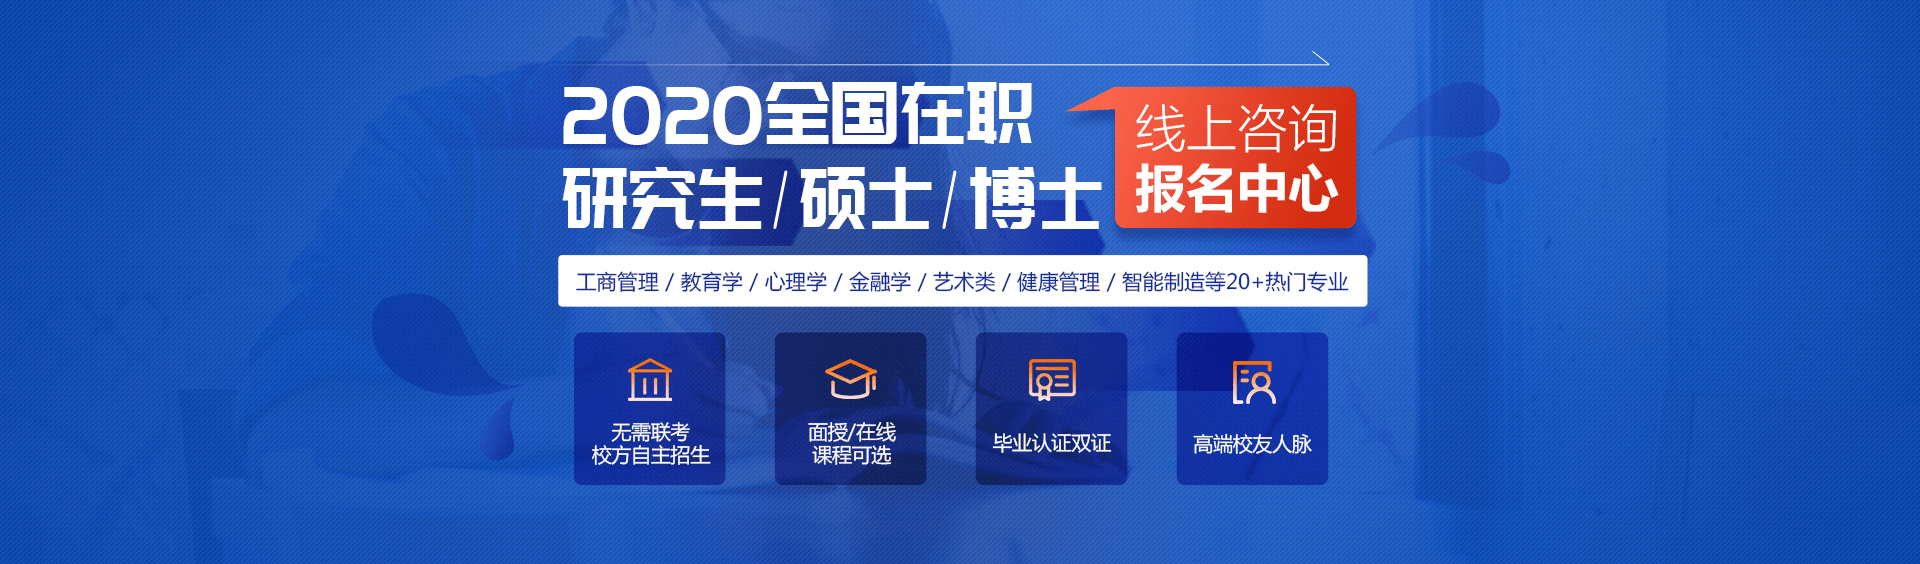 2020全国在职
研究生/硕士/博士
线上咨询
报名中心
工商管理 / 教育学 / 心理学 / 金融学 / 艺术类 / 健康管理 / 智能制造等20+热门专业
无需联考
校方自主招生
面授/在线
课程可选
毕业认证双证
高端校友人脉